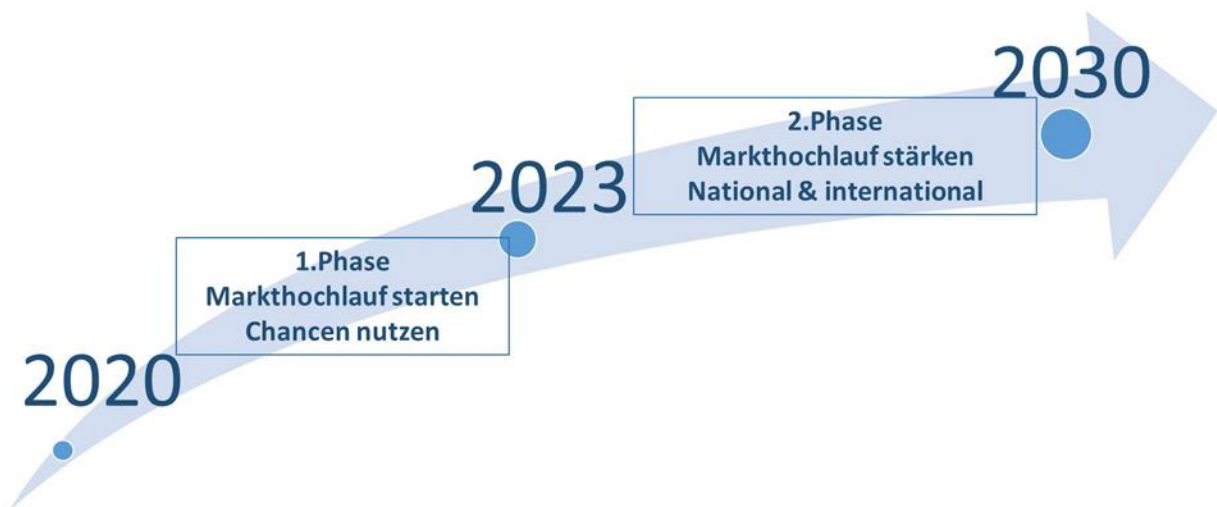 2020
1.Phase
Markthochlauf starten
Chancen nutzen
2023
2.Phase
Markthochlauf stärken
National & international
2030